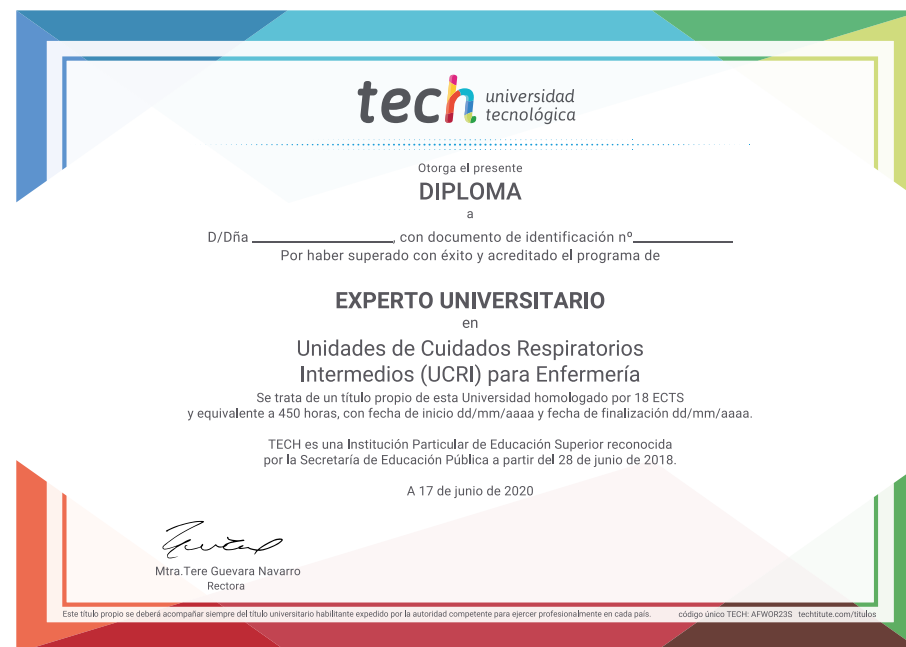 tech universidad
tecnológica
Otorga el presente
DIPLOMA
a
D/Dña ____________________, con documento de identificación nº______________
Por haber superado con éxito y acreditado el programa de
EXPERTO UNIVERSITARIO
en
Unidades de Cuidados Respiratorios
Intermedios (UCRI) para Enfermería
Se trata de un título propio de esta Universidad homologado por 18 ECTS
y equivalente a 450 horas, con fecha de inicio dd/mm/aaaa y fecha de finalización dd/mm/aaaa.
TECH es una Institución Particular de Educación Superior reconocida
por la Secretaría de Educación Pública a partir del 28 de junio de 2018.
A 17 de junio de 2020
Mtra.Tere Guevara Navarro
Rectora
Este título propio se deberá acompañar siempre del título universitario habilitante expedido por la autoridad competente para ejercer profesionalmente en cada país. código único TECH: AFWOR23S techtitute.com/titulos